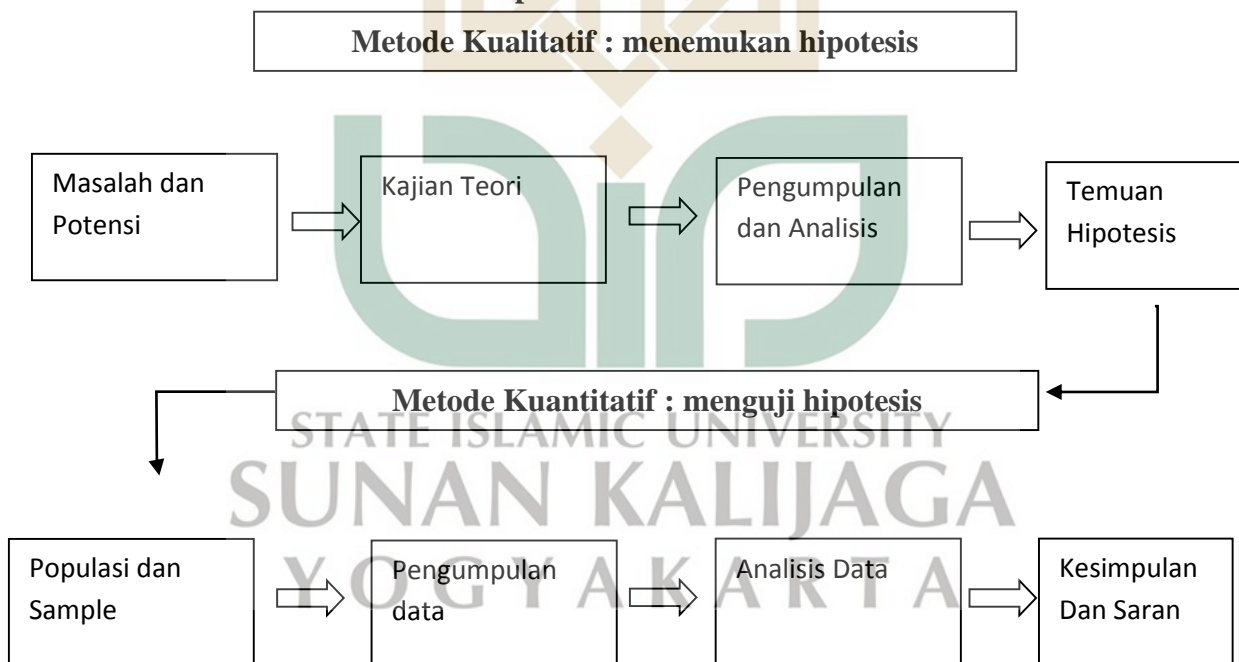 Metode Kualitatif : menemukan hipotesis
Masalah dan
Potensi
Kajian Teori
Pengumpulan
dan Analisis
Temuan
Hipotesis
Metode Kuantitatif : menguji hipotesis
STATE ISLAMIC UNIVERSITY
SUNAN KALIJAGA
YOGYAKARTA
Populasi dan
Sample
Pengumpulan
data
Analisis Data
Kesimpulan
Dan Saran